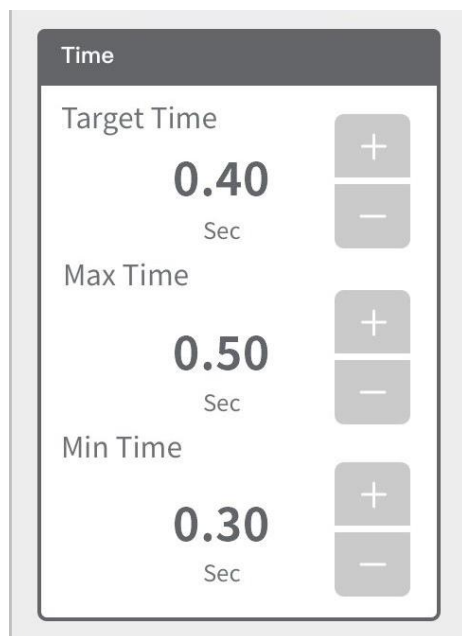 Time
Target Time
+
0.40
−
Sec
Max Time
+
0.50
−
Sec
Min Time
+
0.30
−
Sec